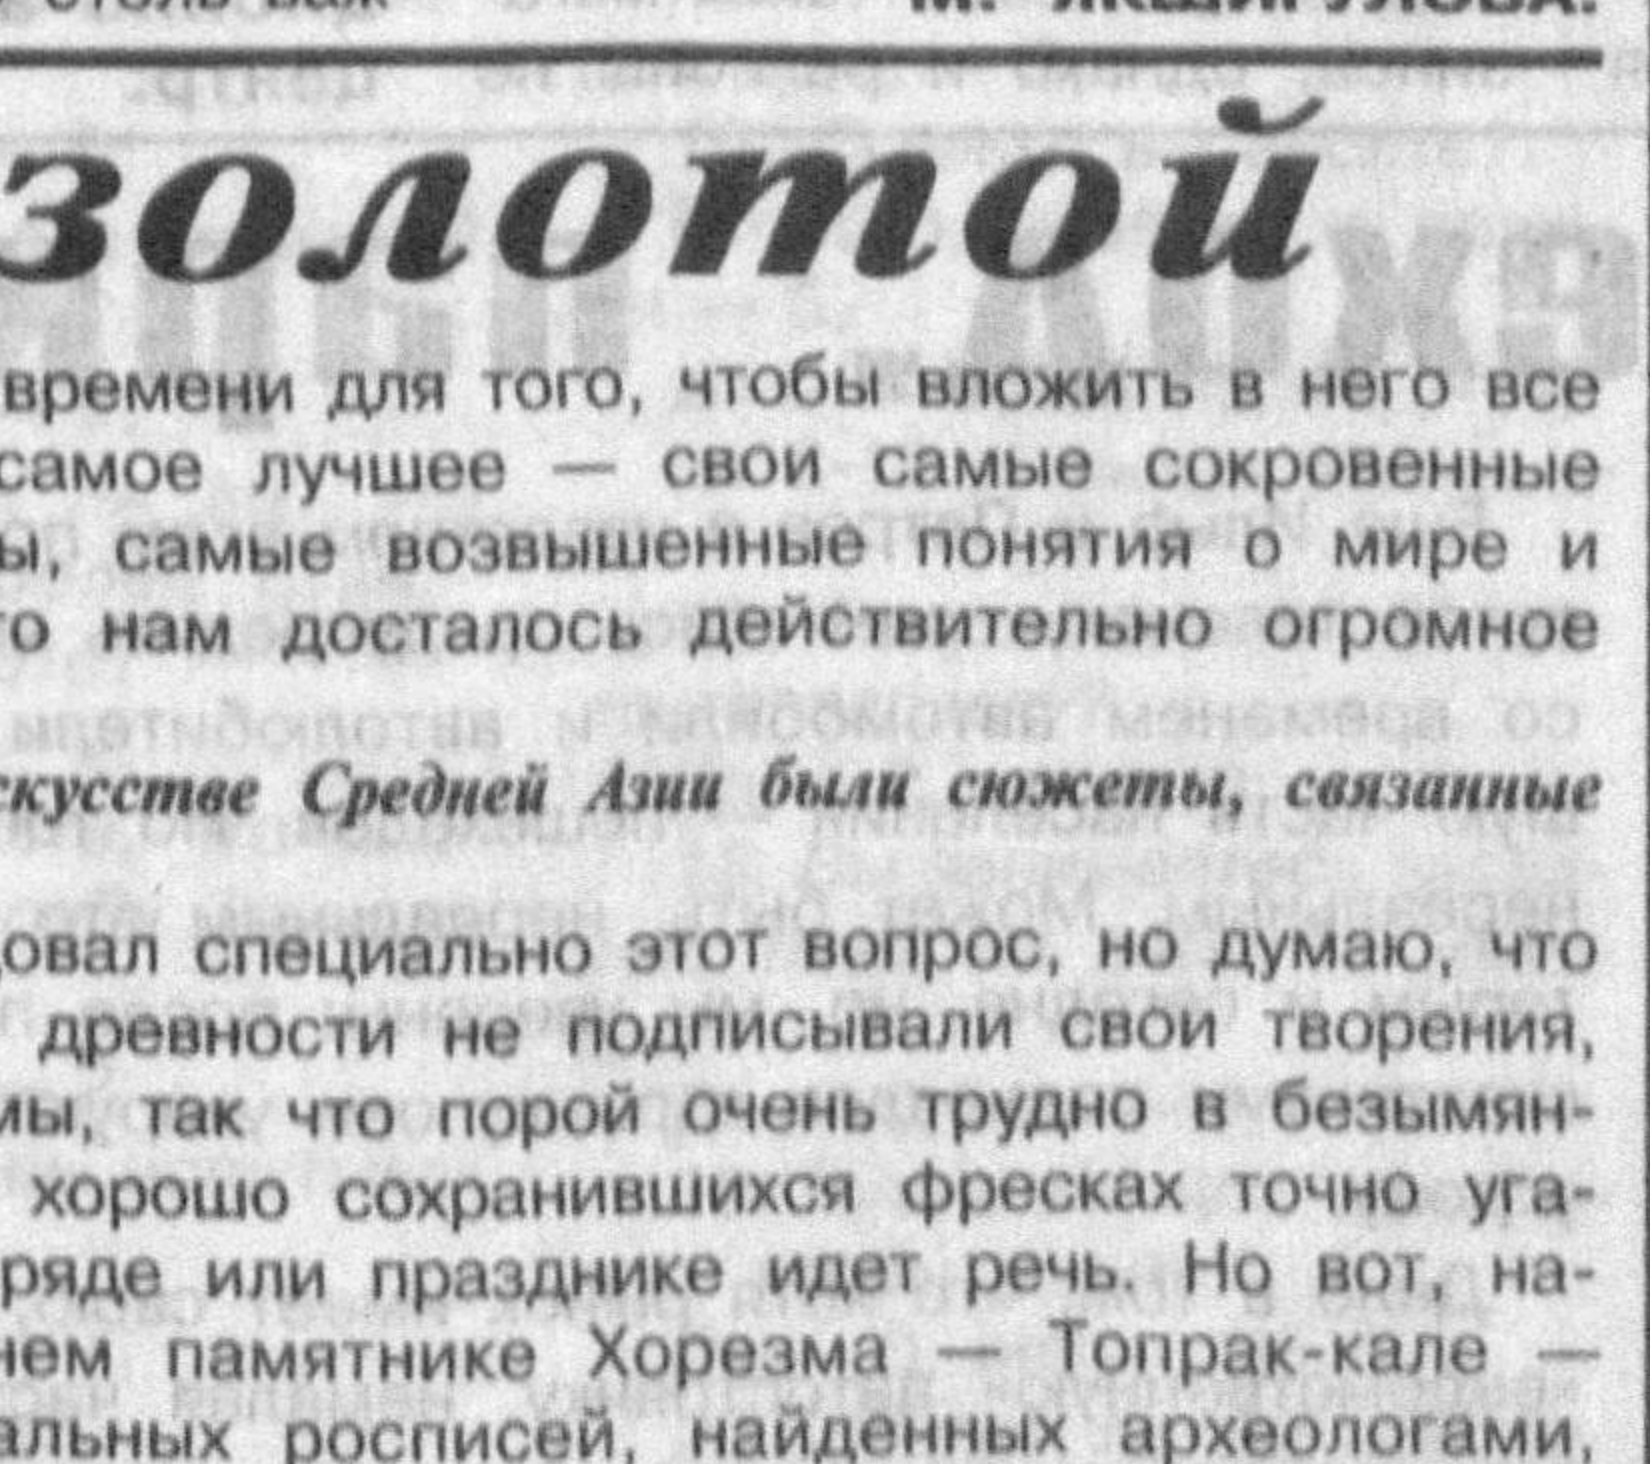 М. ЯКШИГУЛОВА.
золотой
времени для того, чтобы вложить в него все
самое лучшее — свои самые сокровенные
ы, самые возвышенные понятия о мире и
то нам досталось действительно огромное
скусстве Средней Азии были сюжеты, связанные
довал специально этот вопрос, но думаю, что
древности не подписывали свои творения,
мы, так что порой очень трудно в безымян-
хорошо сохранившихся фресках точно уга-
ряде или празднике идет речь. Но вот, на-
нем памятнике Хорезма — Топрак-кале —
альных росписей, найденных археологами,